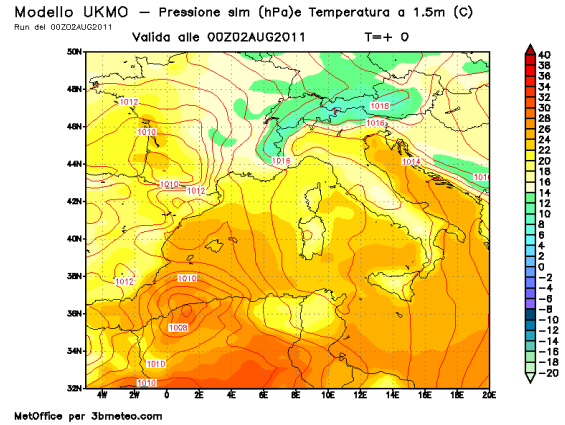 Modello UKMO — Pressione slm (hPa)e Temperatura a 1.5m (C)
Run del 00Z02AUG2011
Valida alle 00Z02AUG2011 T=+ 0
50N
48N
46N
44N
42N
40N
38N
36N
34N
32N
4W 2W 0 2E 4E 6E 8E 10E 12E 14E 16E 18E 20E
1012
1010
1018
1016
1016
1014
1010
1012
1012
1010
1008
1010
40
38
36
34
32
30
28
26
24
22
20
18
16
14
12
10
8
6
4
2
0
−2
−4
−6
−8
−10
−12
−14
−16
−18
−20
MetOffice per 3bmeteo.com